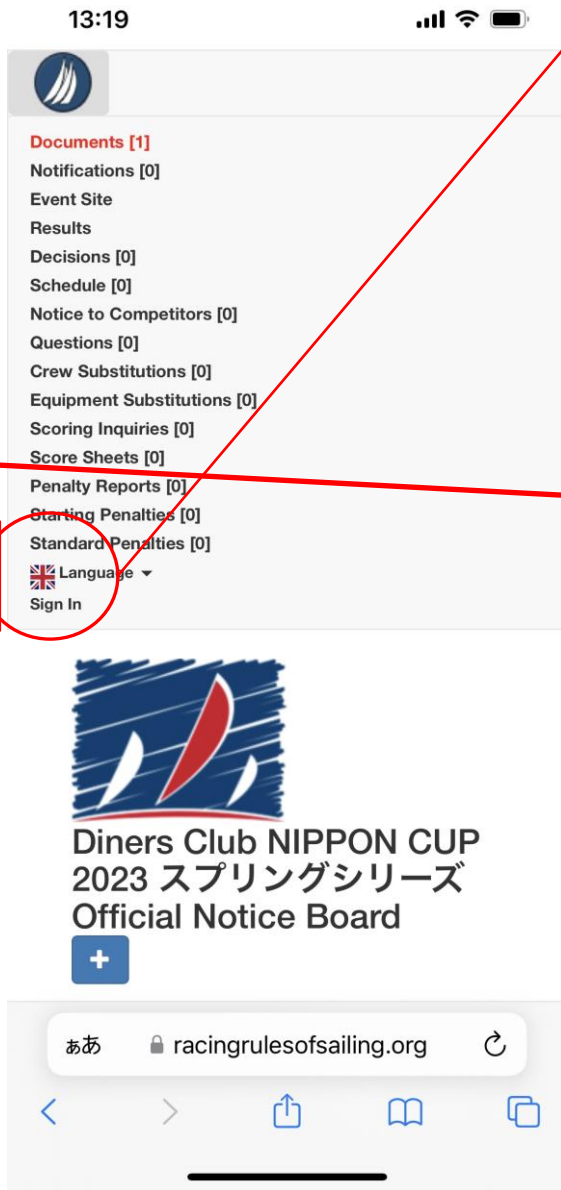 13:19
Documents [1]
Notifications [0]
Event Site
Results
Decisions [0]
Schedule [0]
Notice to Competitors [0]
Questions [0]
Crew Substitutions [0]
Equipment Substitutions [0]
Scoring Inquiries [0]
Score Sheets [0]
Penalty Reports [0]
Starting Penalties [0]
Standard Penalties [0]
Language
Sign In
Diners Club NIPPON CUP
2023 スプリングシリーズ
Official Notice Board
+
ぁあ racingrulesofsailing.org